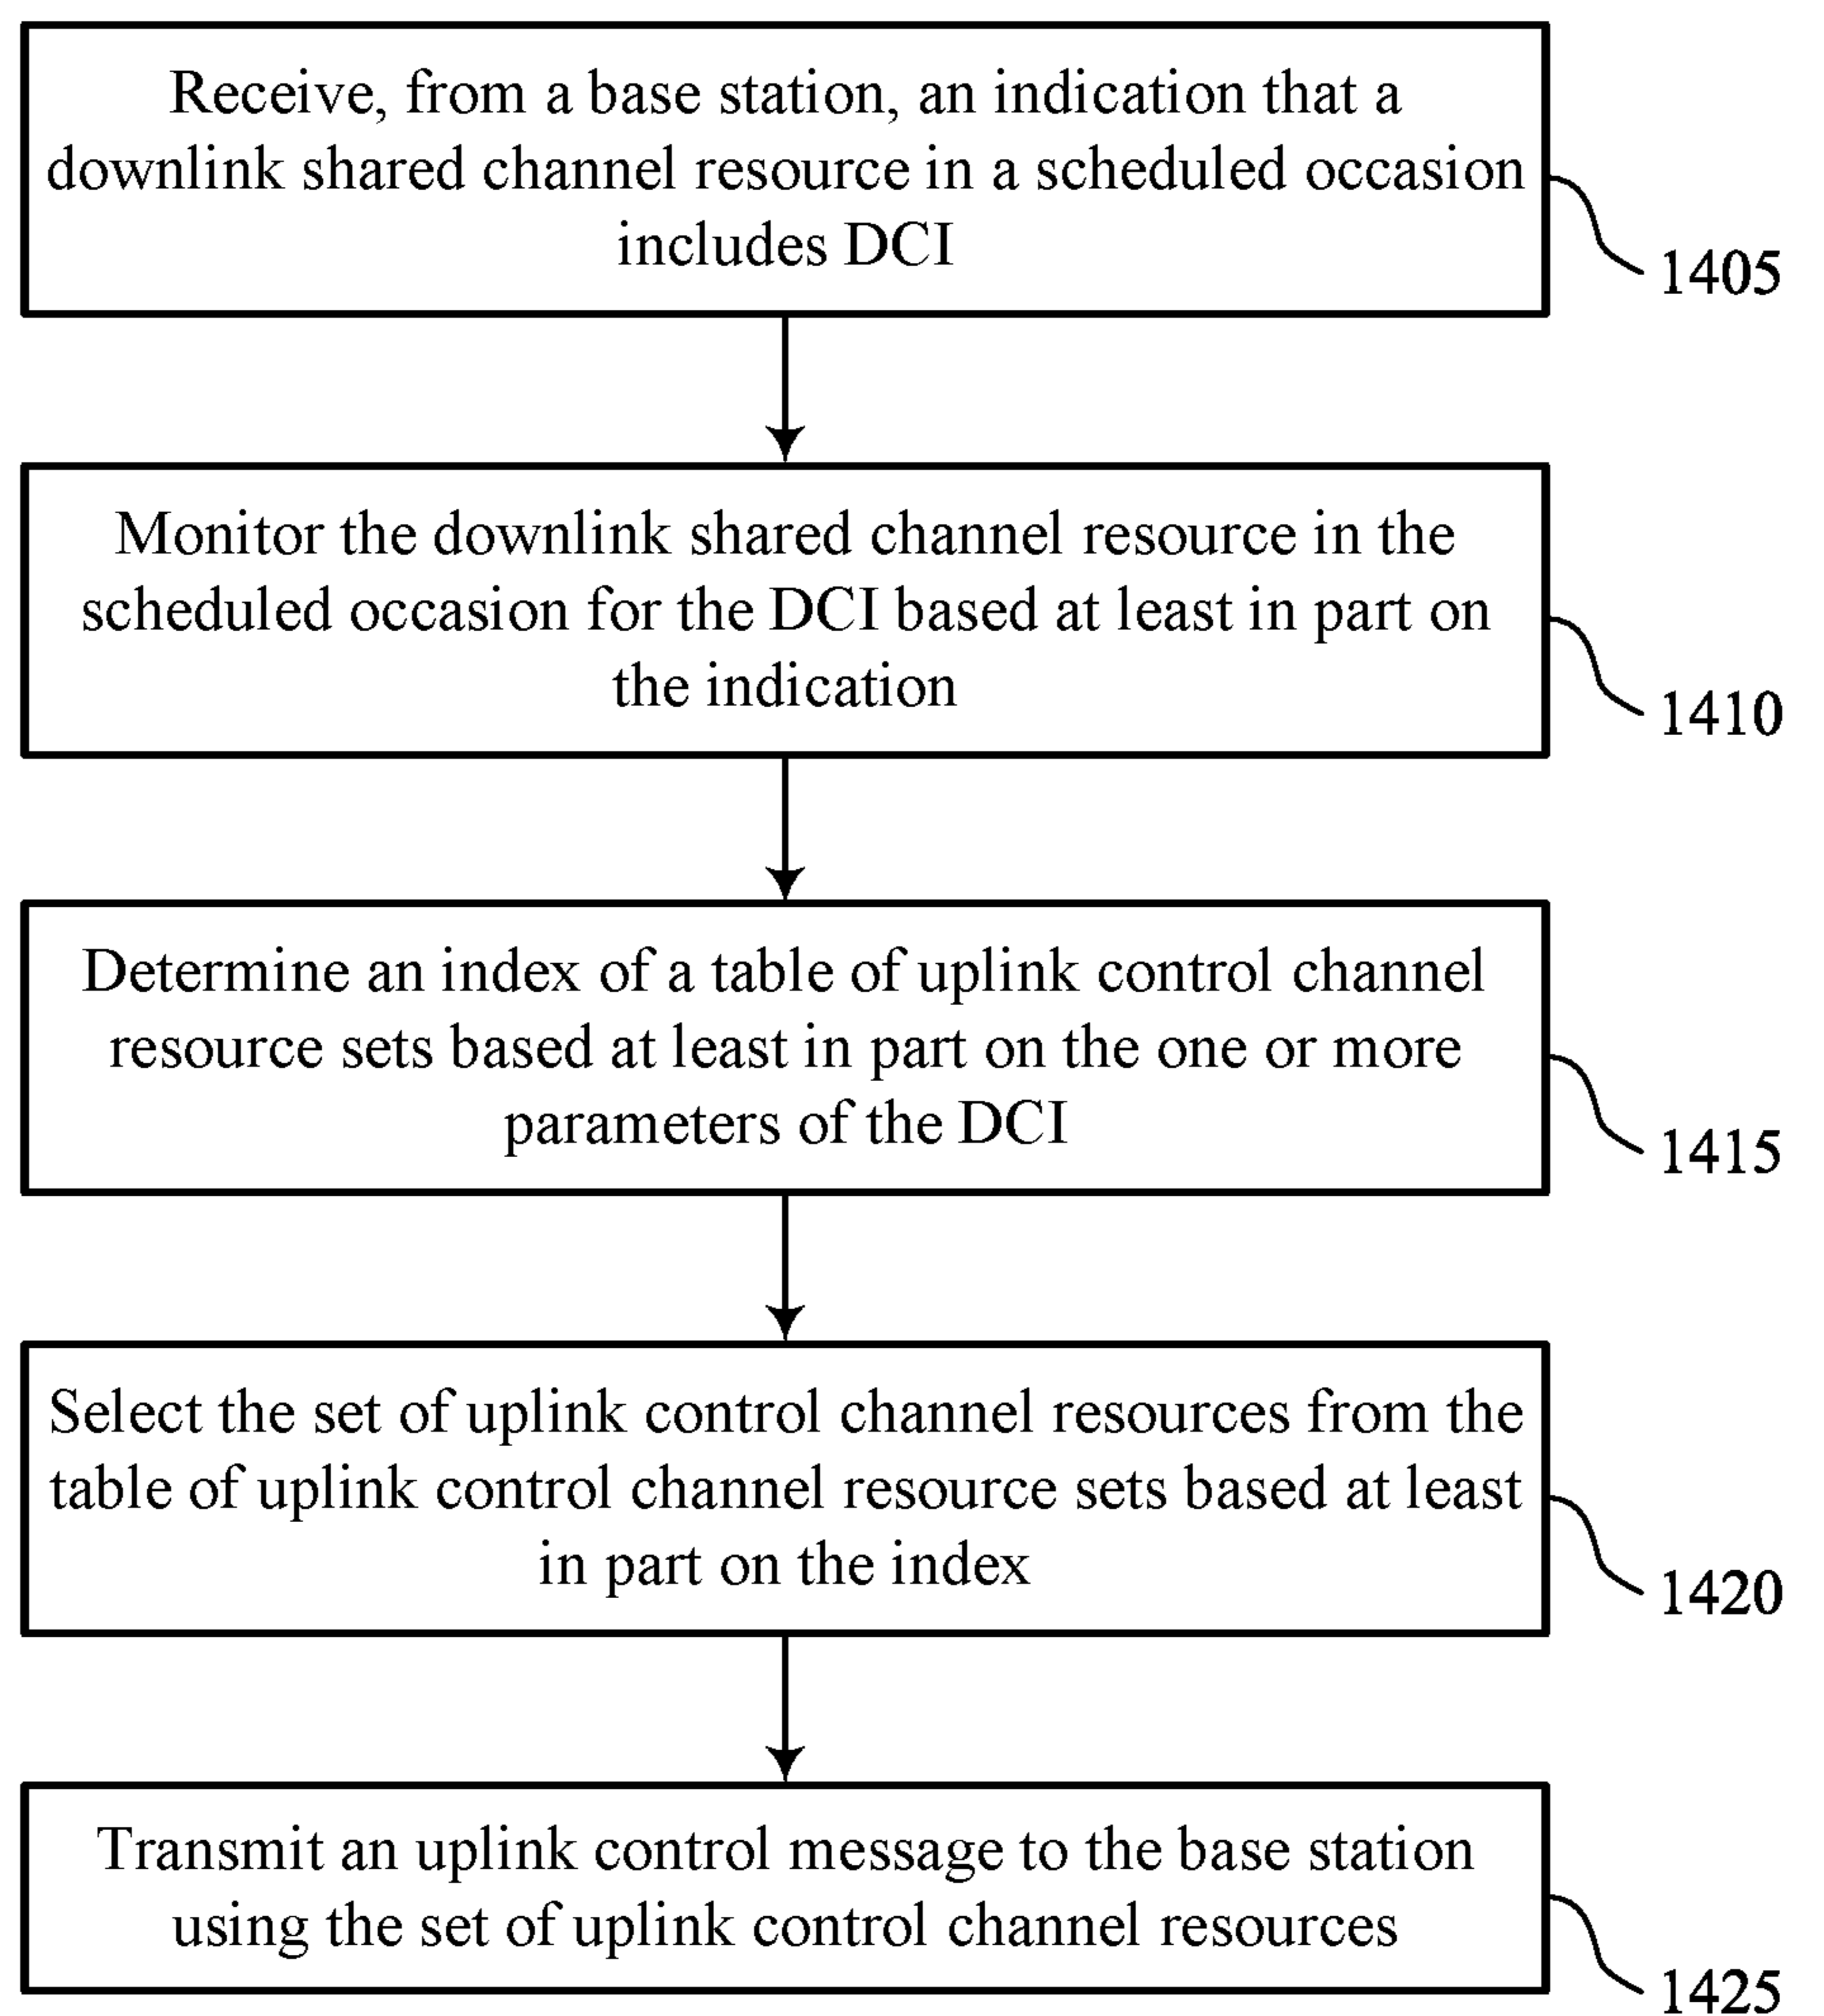 Receive, from a base station, an indication that a
downlink shared channel resource in a scheduled occasion
includes DCI
1405
Monitor the downlink shared channel resource in the
scheduled occasion for the DCI based at least in part on
the indication
1410
Determine an index of a table of uplink control channel
resource sets based at least in part on the one or more
parameters of the DCI
1415
Select the set of uplink control channel resources from the
table of uplink control channel resource sets based at least
in part on the index
1420
Transmit an uplink control message to the base station
using the set of uplink control channel resources
1425